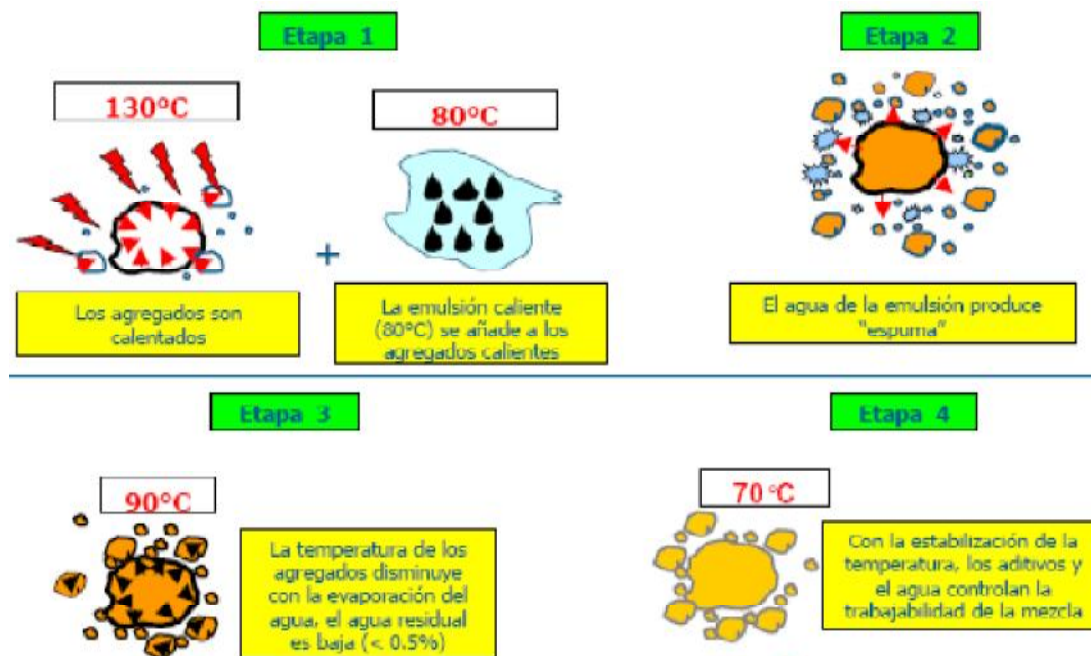 Etapa 1
130°C
80°C
+
Los agregados son
calentados
La emulsión caliente
(80°C) se añade a los
agregados calientes
Etapa 2
El agua de la emulsión produce
"espuma"
Etapa 3
90°C
La temperatura de los
agregados disminuye
con la evaporación del
agua, el agua residual
es baja (< 0.5%)
Etapa 4
70 °C
Con la estabilización de la
temperatura, los aditivos y
el agua controlan la
trabajabilidad de la mezcla